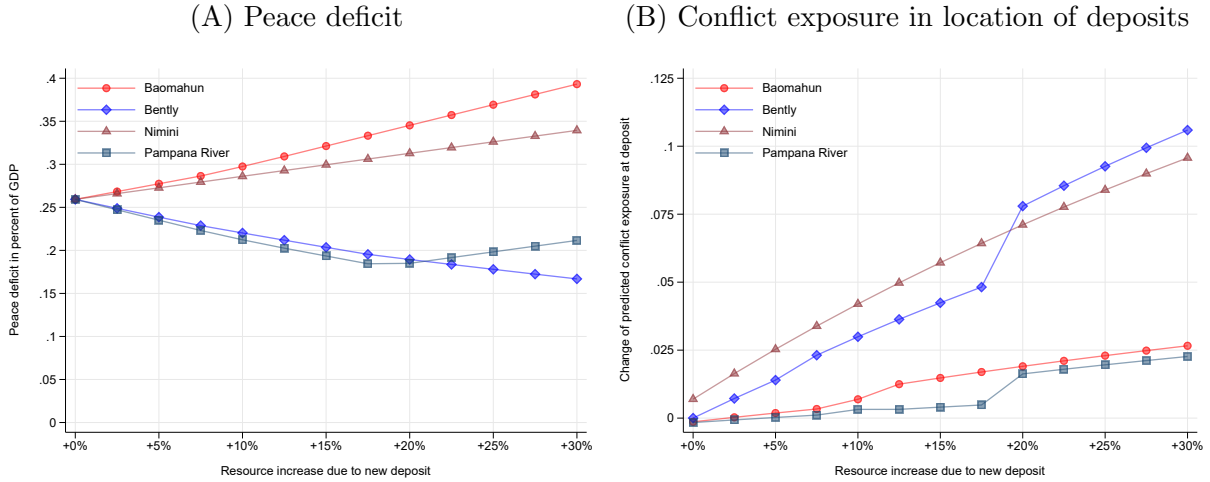 (A) Peace deficit
Peace deficit in percent of GDP
.4
.35
.3
.25
.2
.15
.1
.05
0
Baomahun
Bently
Nimini
Pampana River
+0%
+5%
+10%
+15%
+20%
+25%
+30%
Resource increase due to new deposit
(B) Conflict exposure in location of deposits
Change of predicted conflict exposure at deposit
.125
.1
.075
.05
.025
0
Baomahun
Bently
Nimini
Pampana River
+0%
+5%
+10%
+15%
+20%
+25%
+30%
Resource increase due to new deposit